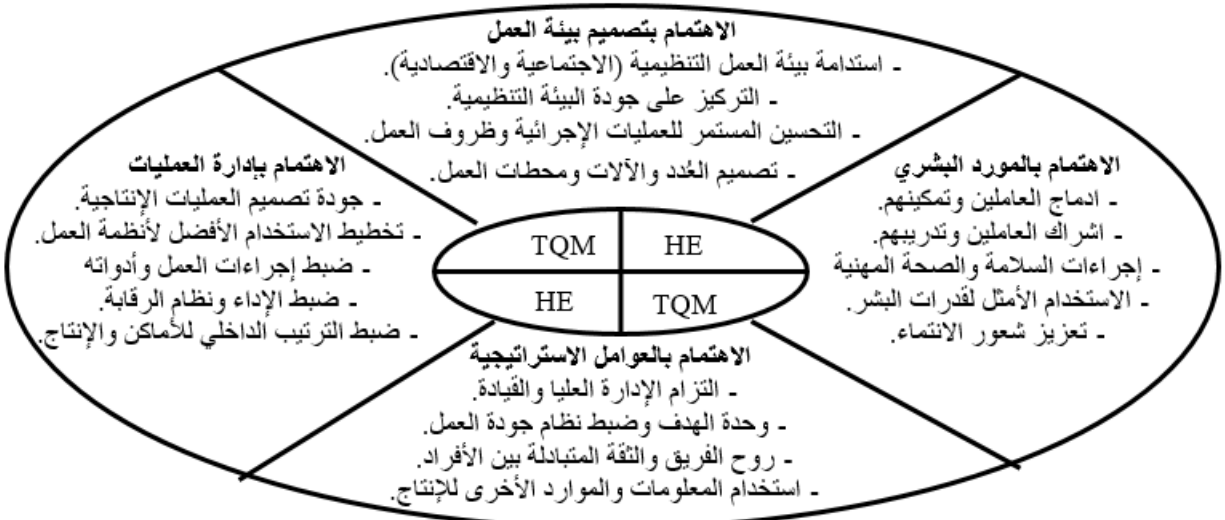 الاهتمام بتصميم بيئة العمل
- استدامة بيئة العمل التنظيمية (الاجتماعية والاقتصادية).
- التركيز على جودة البيئة التنظيمية.
- التحسين المستمر للعمليات الإجرائية وظروف العمل.
- تصميم العُدد والآلات ومحطات العمل.
الاهتمام بالمورد البشري
- ادماج العاملين وتمكينهم.
- اشراك العاملين وتدريبهم.
- إجراءات السلامة والصحة المهنية
- الاستخدام الأمثل لقدرات البشر.
- تعزيز شعور الانتماء.
TQM
HE
HE
TQM
الاهتمام بإدارة العمليات
- جودة تصميم العمليات الإنتاجية.
- تخطيط الاستخدام الأفضل لأنظمة العمل.
- ضبط إجراءات العمل وأدواته
- ضبط الإداء ونظام الرقابة.
- ضبط الترتيب الداخلي للأماكن والإنتاج.
الاهتمام بالعوامل الاستراتيجية
- التزام الإدارة العليا والقيادة.
- وحدة الهدف وضبط نظام جودة العمل.
- روح الفريق والثقة المتبادلة بين الأفراد.
- استخدام المعلومات والموارد الأخرى للإنتاج.